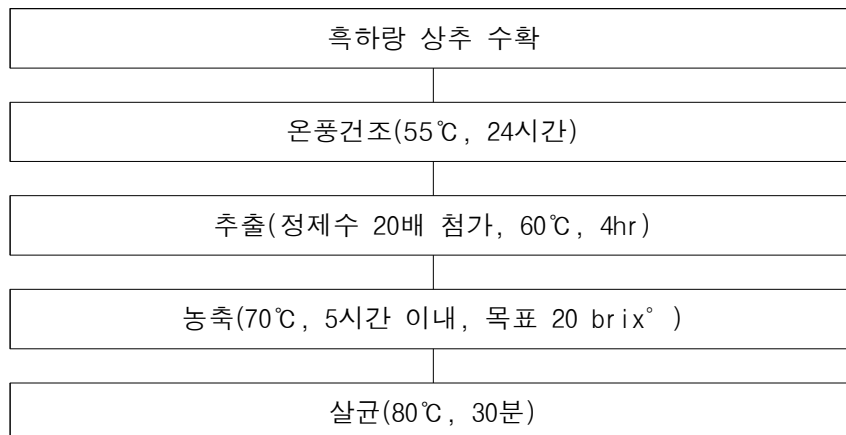 흑하랑 상추 수확
온풍건조(55℃, 24시간)
추출(정제수 20배 첨가, 60℃, 4hr)
농축(70℃, 5시간 이내, 목표 20 brix°)
살균(80℃, 30분)